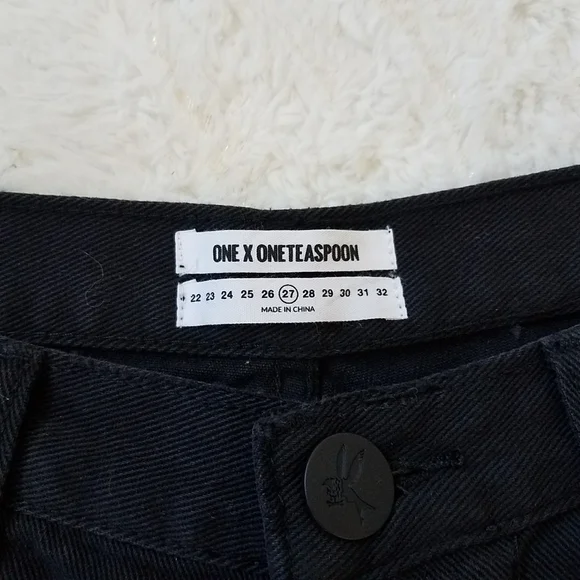 ONE X ONETEASPOON
22 23 24 25 26 27 28 29 30 31 32
MADE IN CHINA